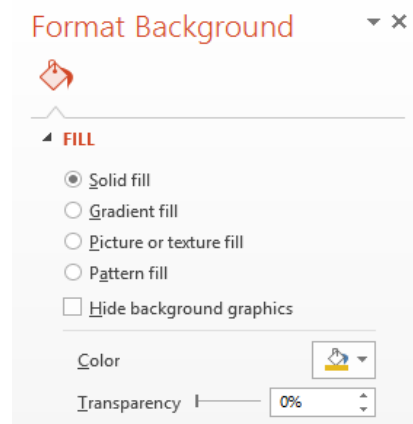 Format Background
FILL
Solid fill
Gradient fill
Picture or texture fill
Pattern fill
Hide background graphics
Color
Transparency 0%